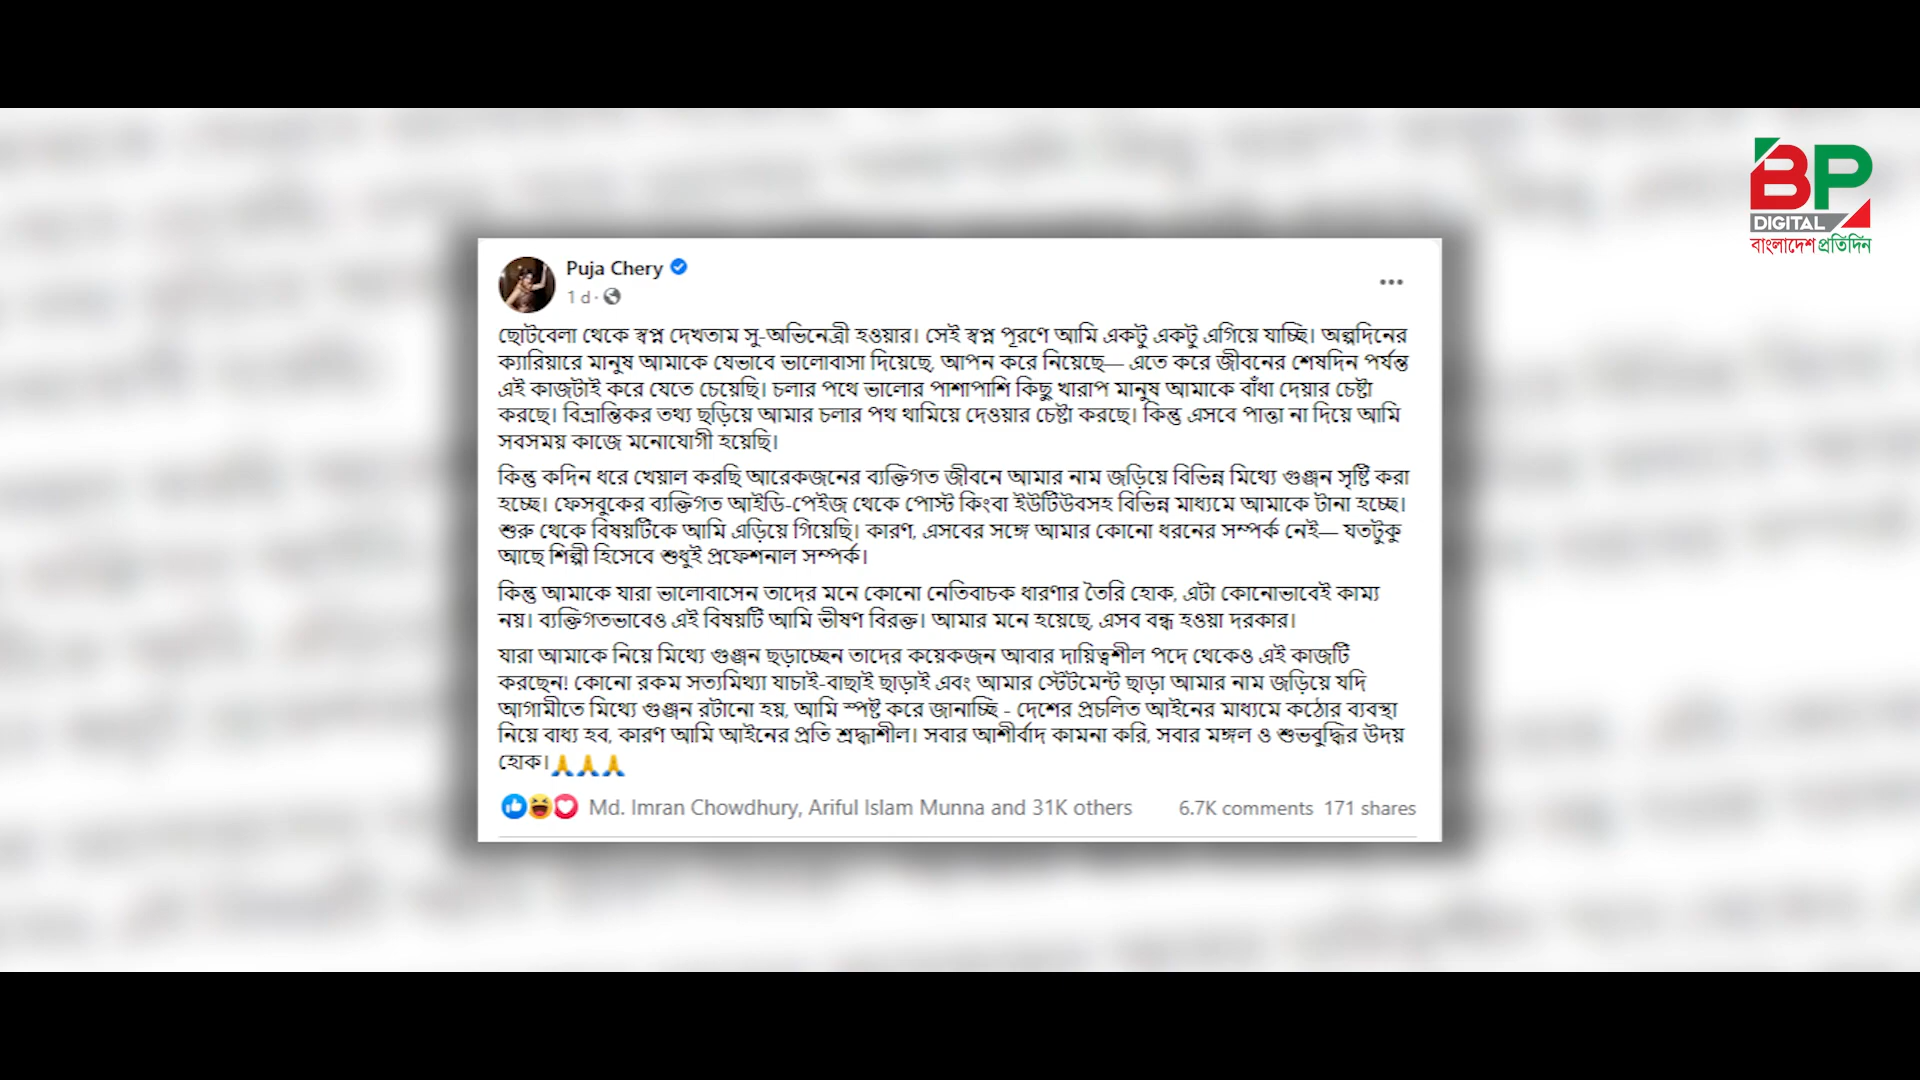 BP
DIGITAL
বাংলাদেশ প্রতিদিন
Puja Chery
1 d ·
ছোটবেলা থেকে স্বপ্ন দেখতাম সু-অভিনেত্রী হওয়ার। সেই স্বপ্ন পূরণে আমি একটু একটু এগিয়ে যাচ্ছি। অল্পদিনের
ক্যারিয়ারে মানুষ আমাকে যেভাবে ভালোবাসা দিয়েছে, আপন করে নিয়েছে— এতে করে জীবনের শেষদিন পর্যন্ত
এই কাজটাই করে যেতে চেয়েছি। চলার পথে ভালোর পাশাপাশি কিছু খারাপ মানুষ আমাকে বাঁধা দেয়ার চেষ্টা
করছে। বিভ্রান্তিকর তথ্য ছড়িয়ে আমার চলার পথ থামিয়ে দেওয়ার চেষ্টা করছে। কিন্তু এসবে পাত্তা না দিয়ে আমি
সবসময় কাজে মনোযোগী হয়েছি।
কিন্তু কদিন ধরে খেয়াল করছি আরেকজনের ব্যক্তিগত জীবনে আমার নাম জড়িয়ে বিভিন্ন মিথ্যে গুঞ্জন সৃষ্টি করা
হচ্ছে। ফেসবুকের ব্যক্তিগত আইডি-পেইজ থেকে পোস্ট কিংবা ইউটিউবসহ বিভিন্ন মাধ্যমে আমাকে টানা হচ্ছে।
শুরু থেকে বিষয়টিকে আমি এড়িয়ে গিয়েছি। কারণ, এসবের সঙ্গে আমার কোনো ধরনের সম্পর্ক নেই— যতটুকু
আছে শিল্পী হিসেবে শুধুই প্রফেশনাল সম্পর্ক।
কিন্তু আমাকে যারা ভালোবাসেন তাদের মনে কোনো নেতিবাচক ধারণার তৈরি হোক, এটা কোনোভাবেই কাম্য
নয়। ব্যক্তিগতভাবেও এই বিষয়টি আমি ভীষণ বিরক্ত। আমার মনে হয়েছে, এসব বন্ধ হওয়া দরকার।
যারা আমাকে নিয়ে মিথ্যে গুঞ্জন ছড়াচ্ছেন তাদের কয়েকজন আবার দায়িত্বশীল পদে থেকেও এই কাজটি
করছেন! কোনো রকম সত্যমিথ্যা যাচাই-বাছাই ছাড়াই এবং আমার স্টেটমেন্ট ছাড়া আমার নাম জড়িয়ে যদি
আগামীতে মিথ্যে গুঞ্জন রটানো হয়, আমি স্পষ্ট করে জানাচ্ছি - দেশের প্রচলিত আইনের মাধ্যমে কঠোর ব্যবস্থা
নিয়ে বাধ্য হব, কারণ আমি আইনের প্রতি শ্রদ্ধাশীল। সবার আশীর্বাদ কামনা করি, সবার মঙ্গল ও শুভবুদ্ধির উদয়
হোক।🙏🙏🙏
Md. Imran Chowdhury, Ariful Islam Munna and 31K others 6.7K comments 171 shares